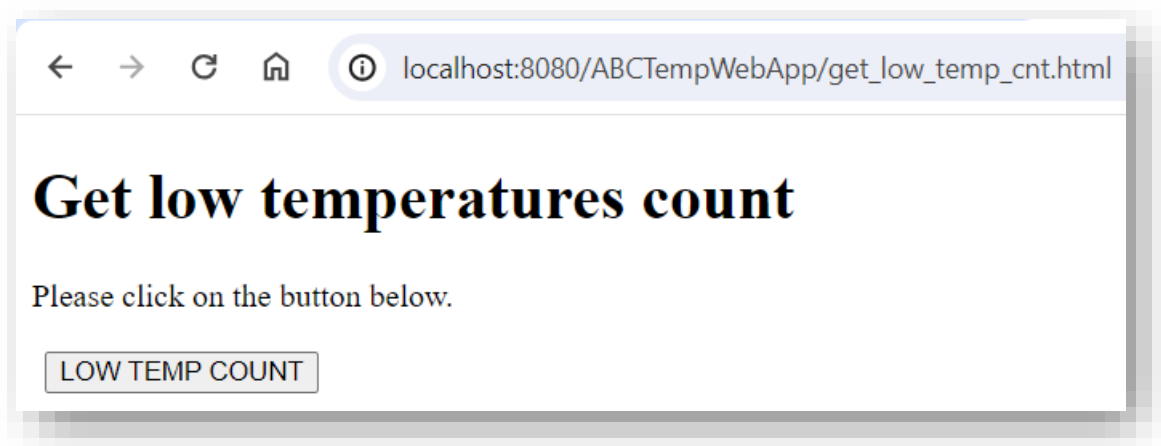 localhost:8080/ABCTempWebApp/get_low_temp_cnt.html
Get low temperatures count
Please click on the button below.
LOW TEMP COUNT